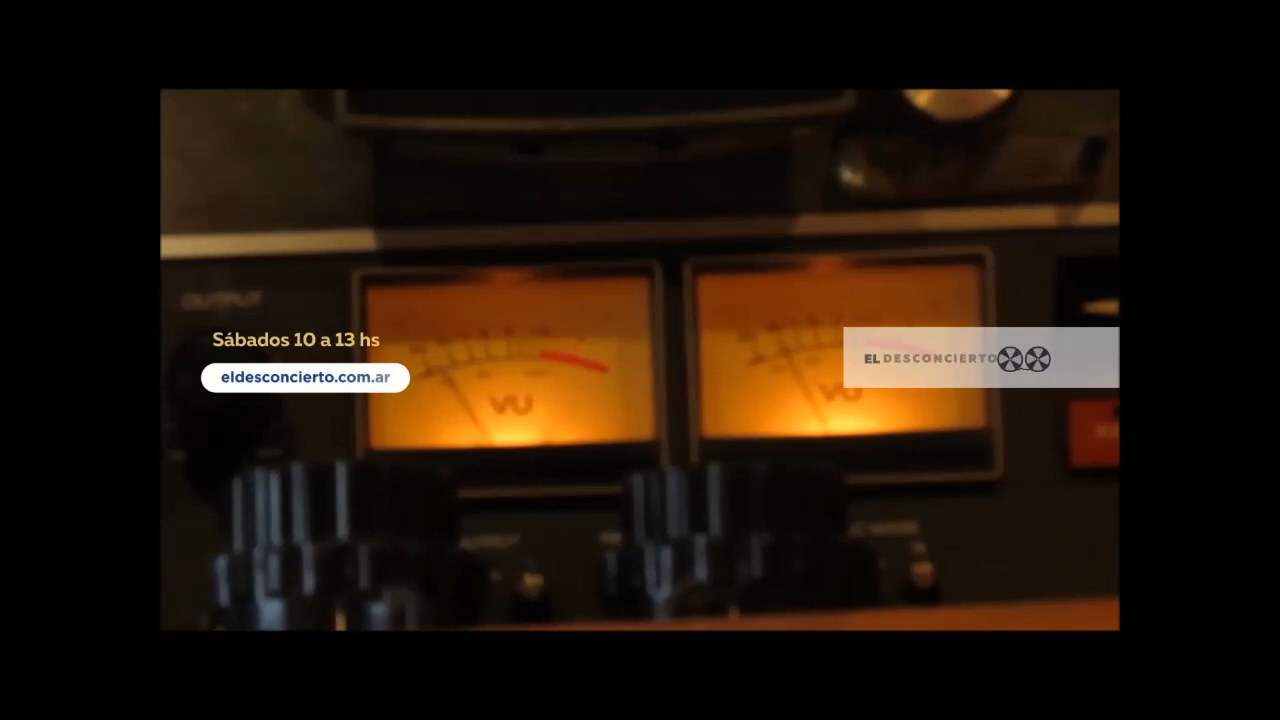 OUTPUT
Sábados 10 a 13 hs
eldesconcierto.com.ar
EL DESCONCIERTO
VU
VU